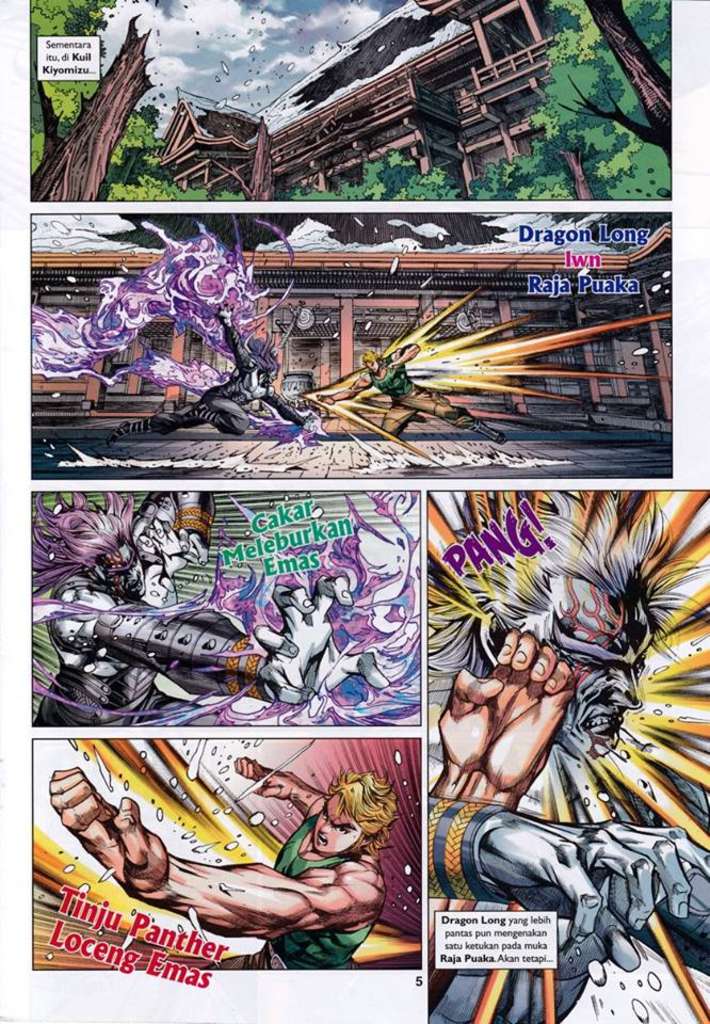 Sementara
itu, di Kuil
Kiyomizu...
Dragon Long
lwn
Raja Puaka
Cakar
Meleburkan
Emas
PANG!
Tinju Panther
Loceng Emas
Dragon Long yang lebih
pantas pun mengenakan
satu ketukan pada muka
Raja Puaka. Akan tetapi...
5